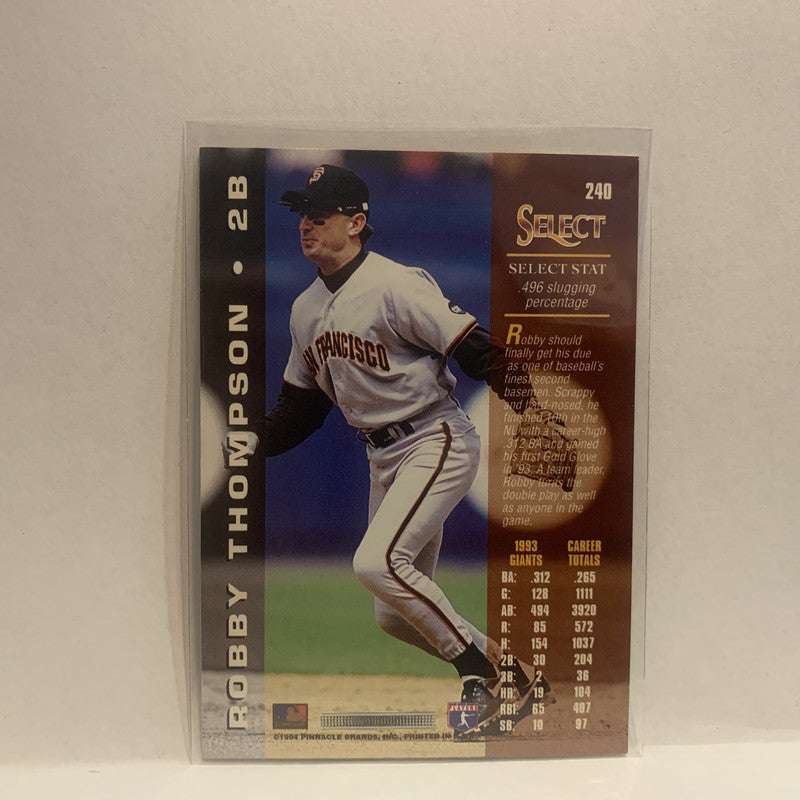 ROBBY THOMPSON • 2B
SF
SAN FRANCISCO
240
SELECT
SELECT STAT
.496 slugging
percentage
Robby should
finally get his due
as one of baseball's
finest second
basemen. Scrappy
and hard-nosed, he
finished 10th in the
NL with a career-high
.312 BA and gained
his first Gold Glove
in '93. A team leader,
Robby turns the
double play as well
as anyone in the
game.
1993 CAREER
GIANTS TOTALS
BA: .312 .265
G: 128 1111
AB: 494 3920
R: 85 572
H: 154 1037
2B: 30 204
3B: 2 36
HR: 19 104
RBI: 65 407
SB: 10 97
©1994 PINNACLE BRANDS, INC., PRINTED IN